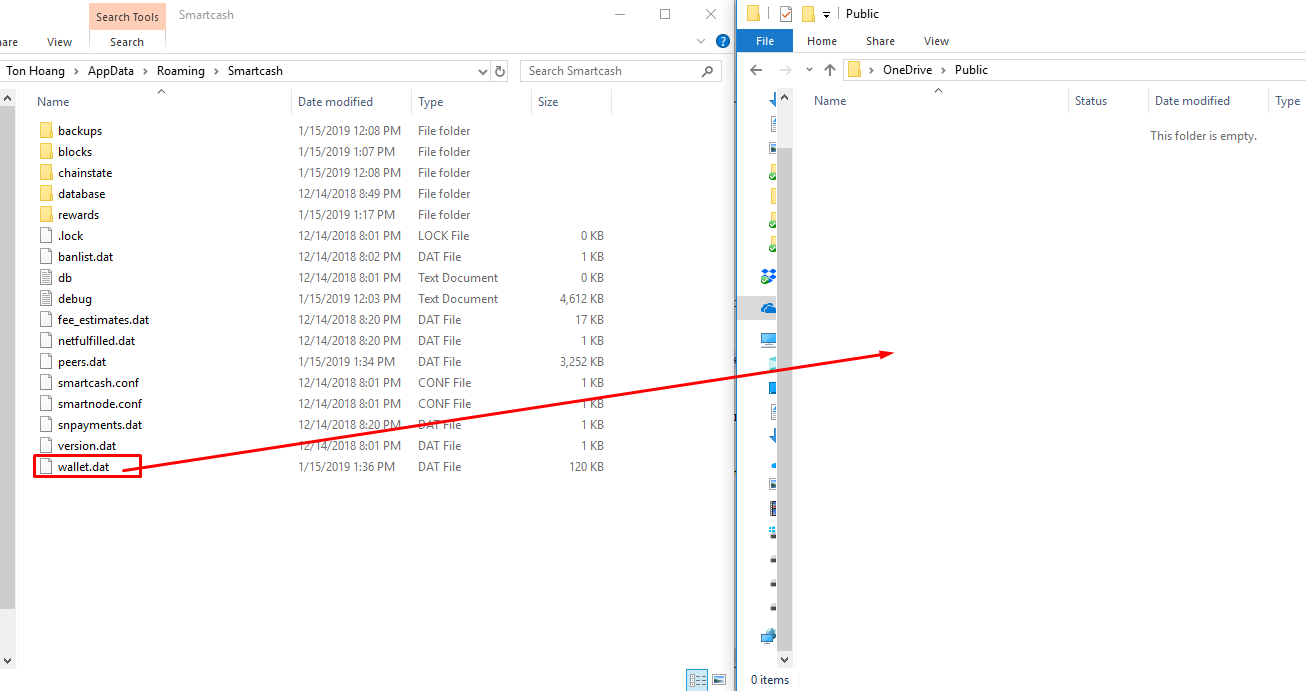 Search Tools Smartcash
are View Search
Ton Hoang AppData Roaming Smartcash Search Smartcash
Name Date modified Type Size
backups 1/15/2019 12:08 PM File folder
blocks 1/15/2019 1:07 PM File folder
chainstate 1/15/2019 12:08 PM File folder
database 12/14/2018 8:49 PM File folder
rewards 1/15/2019 1:17 PM File folder
.lock 12/14/2018 8:01 PM LOCK File 0 KB
banlist.dat 12/14/2018 8:02 PM DAT File 1 KB
db 12/14/2018 8:01 PM Text Document 0 KB
debug 1/15/2019 12:03 PM Text Document 4,612 KB
fee_estimates.dat 12/14/2018 8:20 PM DAT File 17 KB
netfulfilled.dat 12/14/2018 8:20 PM DAT File 1 KB
peers.dat 1/15/2019 1:34 PM DAT File 3,252 KB
smartcash.conf 12/14/2018 8:01 PM CONF File 1 KB
smartnode.conf 12/14/2018 8:01 PM CONF File 1 KB
snpayments.dat 12/14/2018 8:20 PM DAT File 1 KB
version.dat 12/14/2018 8:01 PM DAT File 1 KB
wallet.dat 1/15/2019 1:36 PM DAT File 120 KB
Public
File Home Share View
OneDrive Public
Name Status Date modified Type
This folder is empty.
0 items